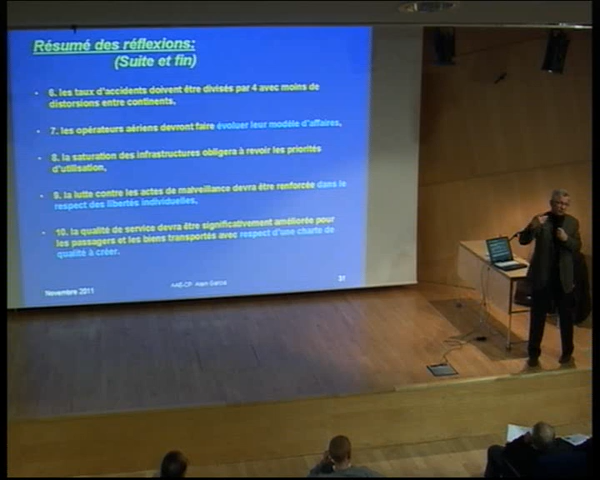 Résumé des réflexions:
(Suite et fin)
• 6. les taux d'accidents doivent être divisés par 4 avec moins de
distorsions entre continents,
• 7. les opérateurs aériens devront faire évoluer leur modèle d'affaires,
• 8. la saturation des infrastructures obligera à revoir les priorités
d'utilisation,
• 9. la lutte contre les actes de malveillance devra être renforcée dans le
respect des libertés individuelles,
• 10. la qualité de service devra être significativement améliorée pour
les passagers et les biens transportés avec respect d'une charte de
qualité à créer.
Novembre 2011
Alain Garcia
31